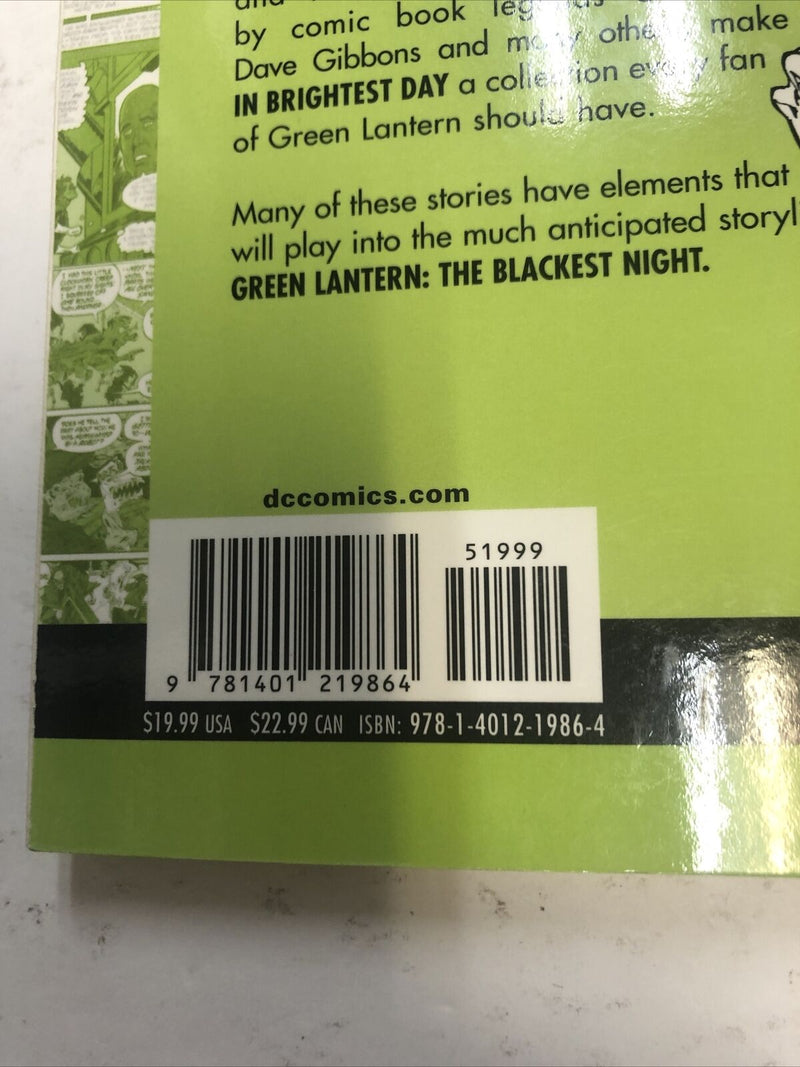 by comic book
Dave Gibbons and make
IN BRIGHTEST DAY a fan
of Green Lantern should have.
Many of these stories have elements that
will play into the much anticipated storyl
GREEN LANTERN: THE BLACKEST NIGHT.
dccomics.com
51999
9 781401 219864
$19.99 USA $22.99 CAN ISBN: 978-1-4012-1986-4